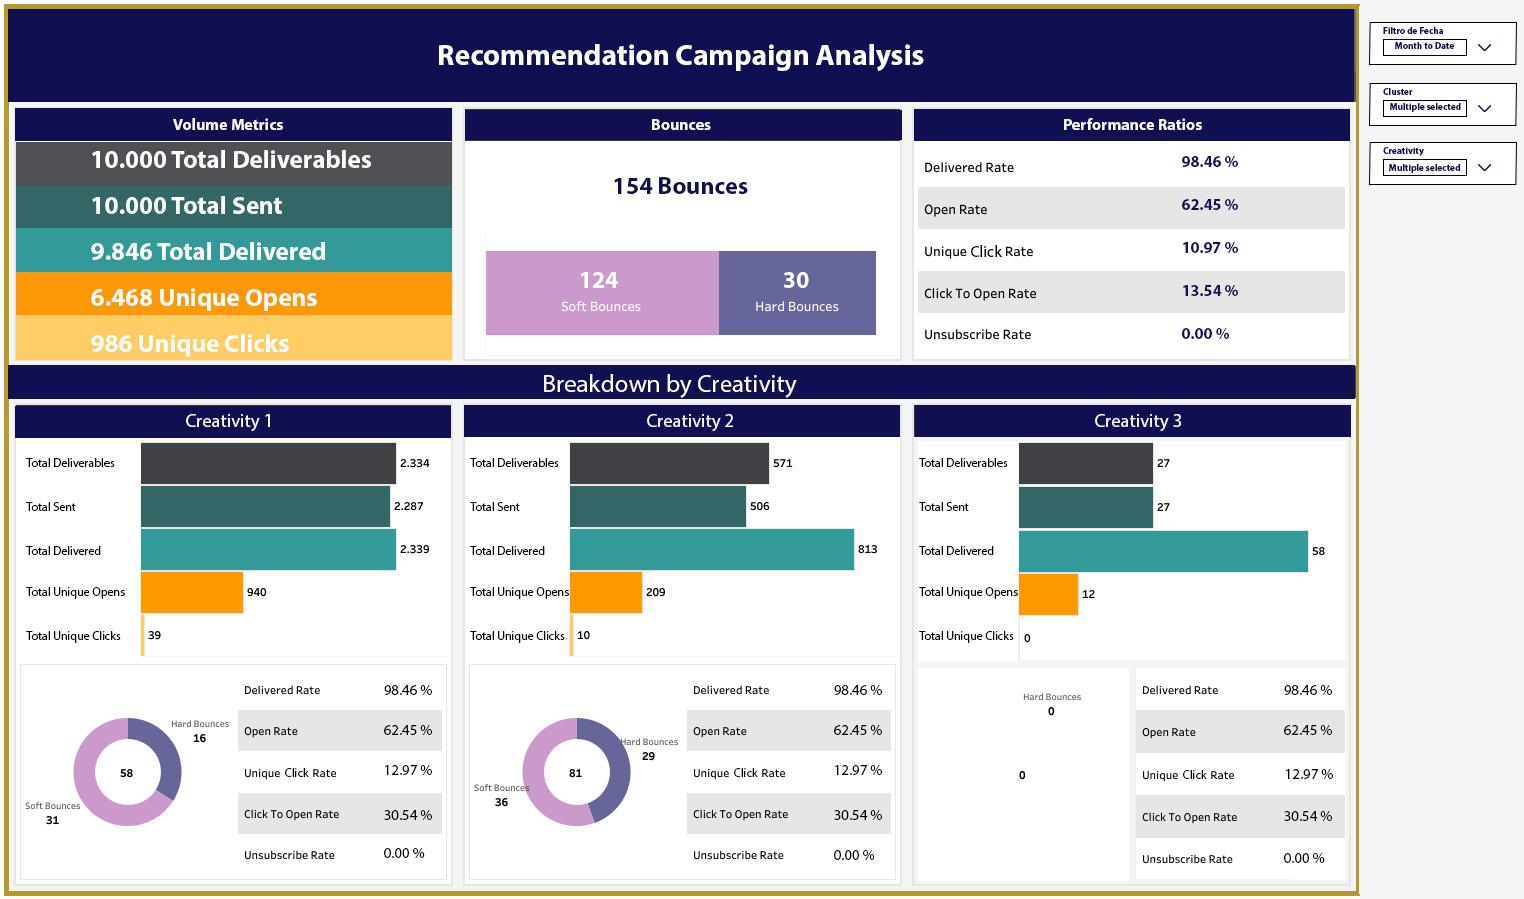 Recommendation Campaign Analysis
Filtro de Fecha
Month to Date
Cluster
Multiple selected
Creativity
Multiple selected
Volume Metrics
10.000 Total Deliverables
10.000 Total Sent
9.846 Total Delivered
6.468 Unique Opens
986 Unique Clicks
Bounces
154 Bounces
124
Soft Bounces
30
Hard Bounces
Performance Ratios
Delivered Rate 98.46 %
Open Rate 62.45 %
Unique Click Rate 10.97 %
Click To Open Rate 13.54 %
Unsubscribe Rate 0.00 %
Breakdown by Creativity
Creativity 1
Total Deliverables 2.334
Total Sent 2.287
Total Delivered 2.339
Total Unique Opens 940
Total Unique Clicks 39
Hard Bounces
16
58
Soft Bounces
31
Delivered Rate 98.46 %
Open Rate 62.45 %
Unique Click Rate 12.97 %
Click To Open Rate 30.54 %
Unsubscribe Rate 0.00 %
Creativity 2
Total Deliverables 571
Total Sent 506
Total Delivered 813
Total Unique Opens 209
Total Unique Clicks 10
Hard Bounces
29
81
Soft Bounces
36
Delivered Rate 98.46 %
Open Rate 62.45 %
Unique Click Rate 12.97 %
Click To Open Rate 30.54 %
Unsubscribe Rate 0.00 %
Creativity 3
Total Deliverables 27
Total Sent 27
Total Delivered 58
Total Unique Opens 12
Total Unique Clicks 0
Hard Bounces
0
0
Delivered Rate 98.46 %
Open Rate 62.45 %
Unique Click Rate 12.97 %
Click To Open Rate 30.54 %
Unsubscribe Rate 0.00 %